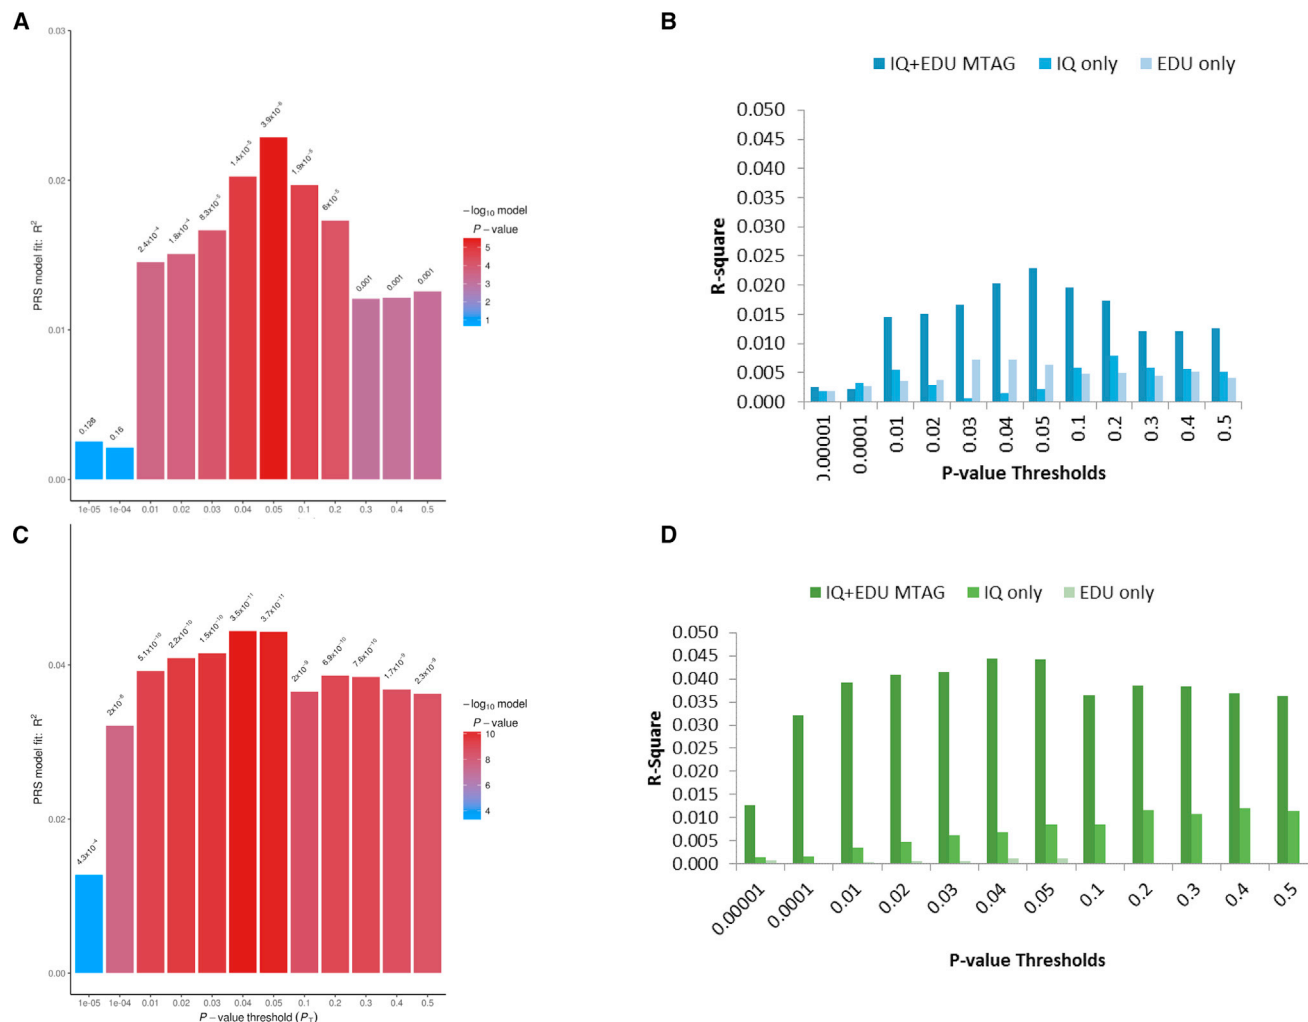 A
0.03
0.02
0.01
0.00
PRS model fit: R²
0.126
0.16
2.4x10⁻⁴
1.8x10⁻⁴
8.3x10⁻⁵
1.4x10⁻⁵
3.9x10⁻⁶
1.9x10⁻⁵
6x10⁻⁵
0.001
0.001
0.001
1e-05 1e-04 0.01 0.02 0.03 0.04 0.05 0.1 0.2 0.3 0.4 0.5
−log₁₀ model
P − value
5
4
3
2
1
B
IQ+EDU MTAG IQ only EDU only
0.050
0.045
0.040
0.035
0.030
0.025
0.020
0.015
0.010
0.005
0.000
R-square
0.00001 0.0001 0.01 0.02 0.03 0.04 0.05 0.1 0.2 0.3 0.4 0.5
P-value Thresholds
C
0.04
0.02
0.00
PRS model fit: R²
4.3x10⁻⁴
5.1x10⁻¹⁰
2.2x10⁻¹⁰
1.5x10⁻¹⁰
3.5x10⁻¹¹
3.7x10⁻¹¹
2x10⁻⁹
6.9x10⁻¹⁰
7.6x10⁻¹⁰
1.7x10⁻⁹
2.3x10⁻⁹
1e-05 1e-04 0.01 0.02 0.03 0.04 0.05 0.1 0.2 0.3 0.4 0.5
P − value threshold (P_T)
−log₁₀ model
P − value
10
8
6
4
D
IQ+EDU MTAG IQ only EDU only
0.050
0.045
0.040
0.035
0.030
0.025
0.020
0.015
0.010
0.005
0.000
R-Square
0.00001 0.0001 0.01 0.02 0.03 0.04 0.05 0.1 0.2 0.3 0.4 0.5
P-value Thresholds